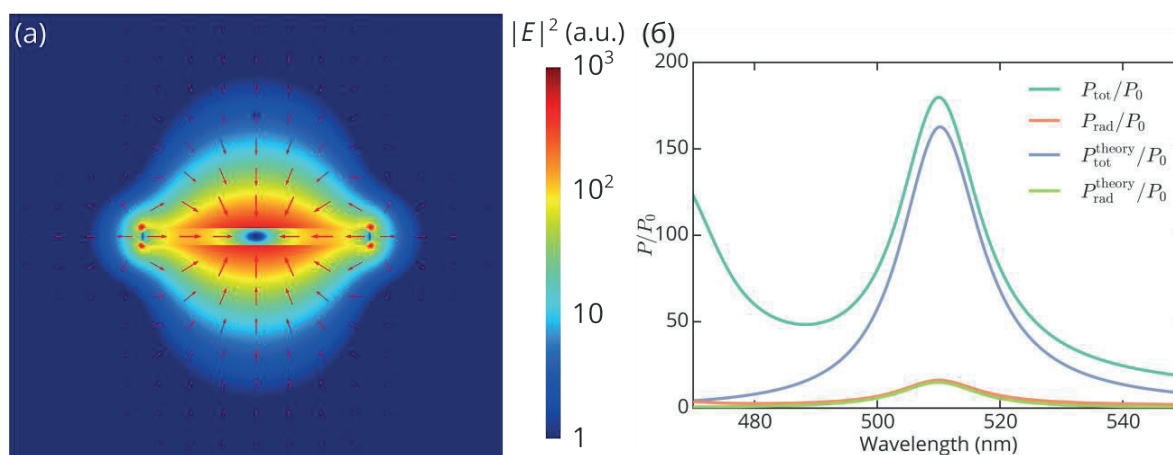 (а)
|E|² (a.u.)
10³
10²
10
1
(б)
200
150
100
50
0
P/P₀
480
500
520
540
Wavelength (nm)
P_tot/P₀
P_rad/P₀
P_tot^theory/P₀
P_rad^theory/P₀